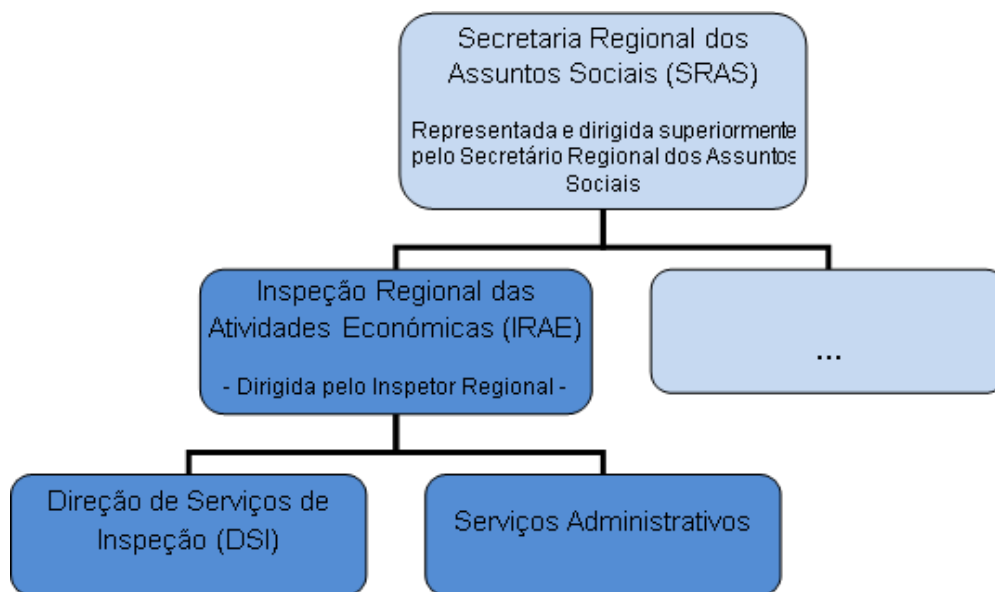 Secretaria Regional dos
Assuntos Sociais (SRAS)
Representada e dirigida superiormente
pelo Secretário Regional dos Assuntos
Sociais
Inspeção Regional das
Atividades Económicas (IRAE)
- Dirigida pelo Inspetor Regional -
...
Direção de Serviços de
Inspeção (DSI)
Serviços Administrativos